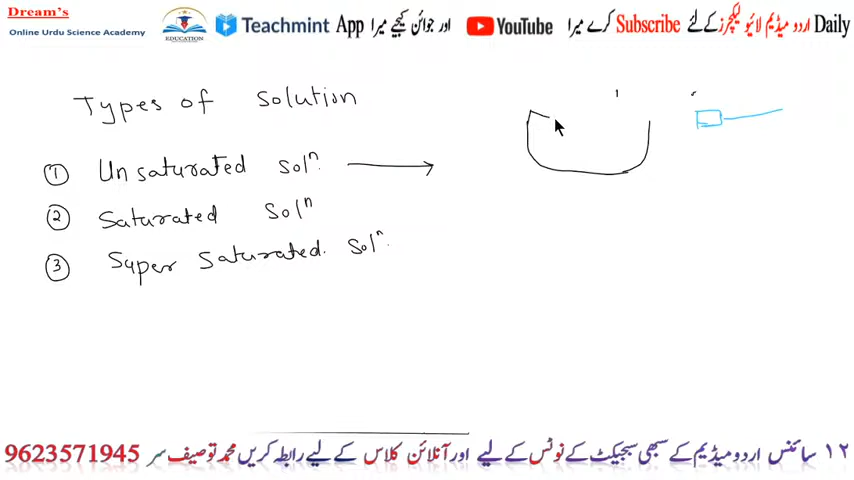 Dream's
Online Urdu Science Academy
EDUCATION
Teachmint App اور جوائن کیجیے میرا
YouTube
Daily اردو میڈیم لائیو لیکچرز کے لئے Subscribe کرے میرا
Types of Solution
① Unsaturated Solⁿ.
② Saturated Solⁿ
③ Super Saturated. Solⁿ.
١٢ سائنس اردو میڈیم کے سبھی سبجیکٹ کے نوٹس کے لیے اور آنلائن کلاس کے لیے رابطہ کریں محمد توصیف سر 9623571945